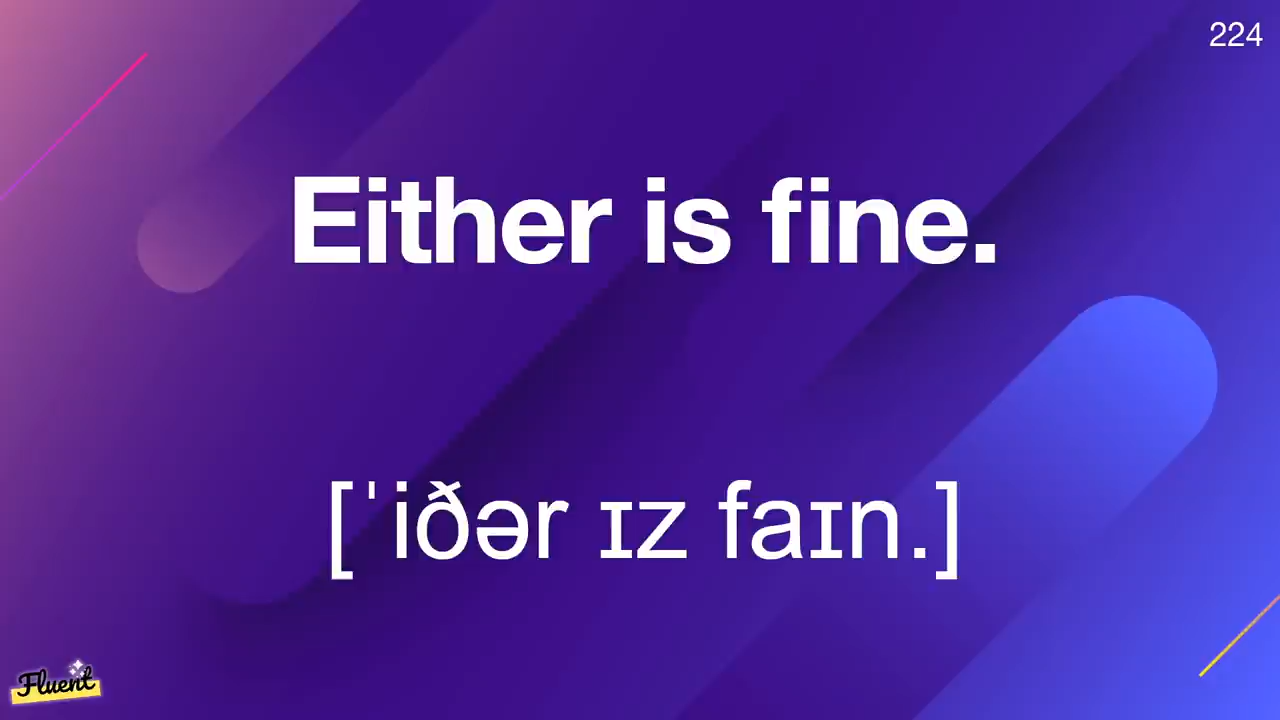 224
Either is fine.
[ˈiðər ɪz faɪn.]
Fluent